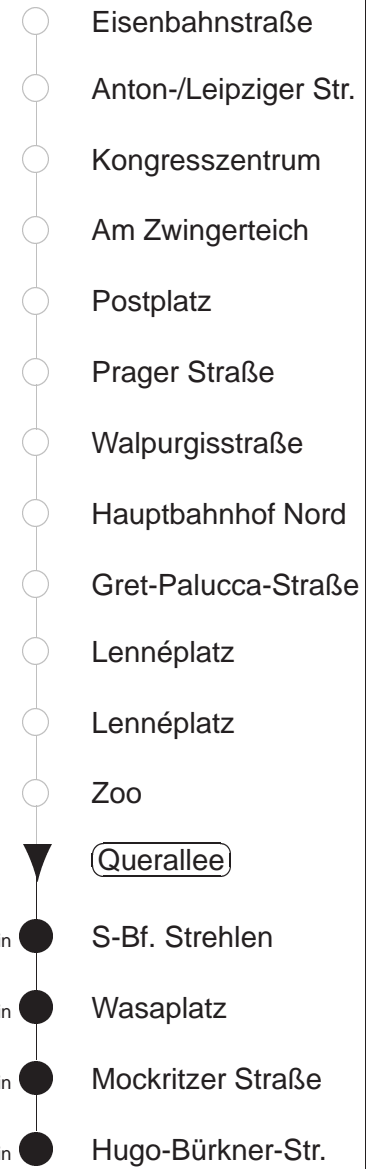 Eisenbahnstraße
Anton-/Leipziger Str.
Kongresszentrum
Am Zwingerteich
Postplatz
Prager Straße
Walpurgisstraße
Hauptbahnhof Nord
Gret-Palucca-Straße
Lennéplatz
Lennéplatz
Zoo
Querallee
S-Bf. Strehlen
Wasaplatz
Mockritzer Straße
Hugo-Bürkner-Str.